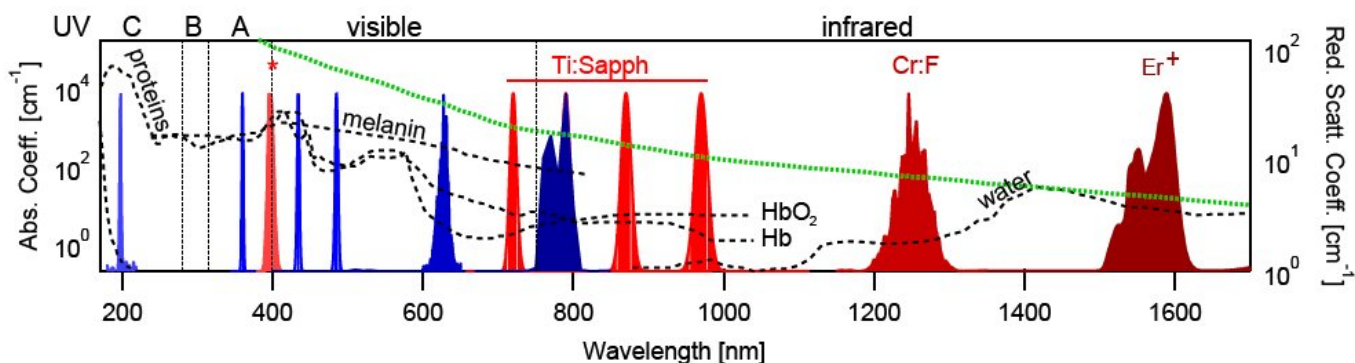 UV C B A visible infrared
proteins
*
Ti:Sapph
Cr:F
Er+
melanin
water
HbO2
Hb
Abs. Coeff. [cm-1]
10^4
10^2
10^0
Red. Scatt. Coeff. [cm-1]
10^2
10^1
10^0
200 400 600 800 1000 1200 1400 1600
Wavelength [nm]